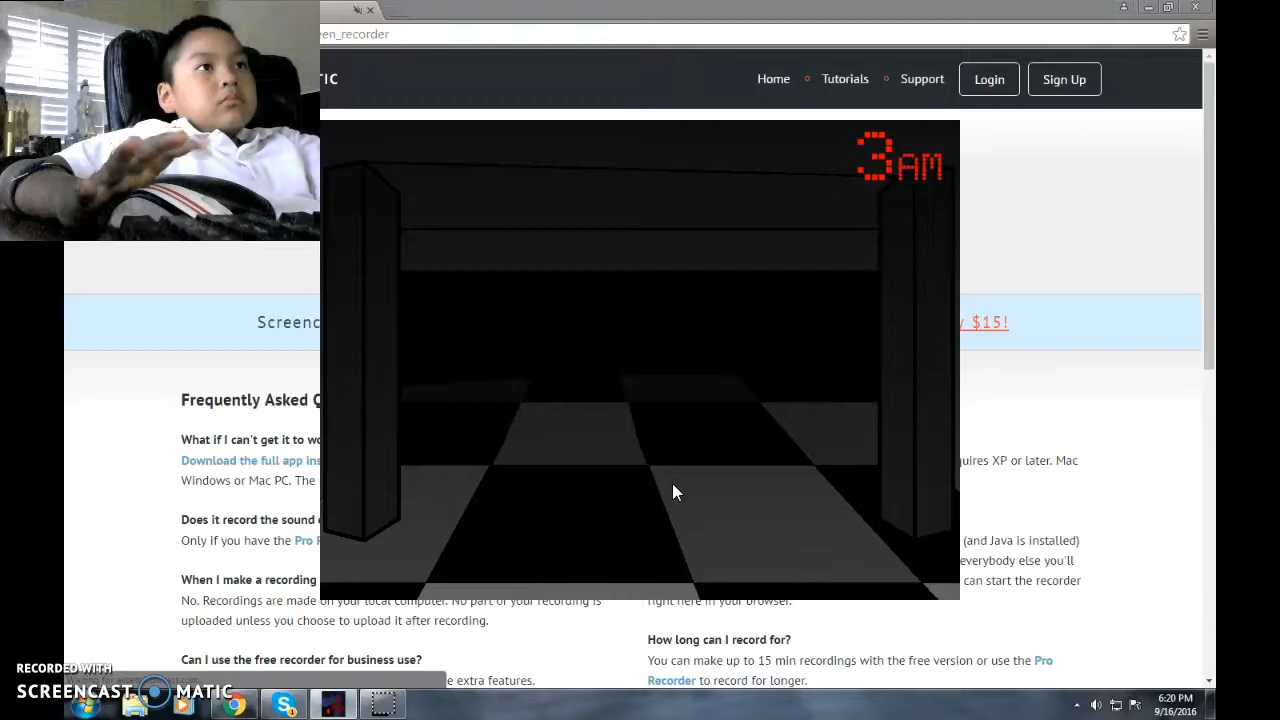 en_recorder
TIC
Home
Tutorials
Support
Login
Sign Up
3AM
Screenc
y $15!
Frequently Asked Q
What if I can't get it to wo
Download the full app ins
Windows or Mac PC. The
quires XP or later. Mac
Does it record the sound
Only if you have the Pro
(and Java is installed)
everybody else you'll
can start the recorder
right here in your browser.
When I make a recording
No. Recordings are made on your local computer. No part of your recording is
uploaded unless you choose to upload it after recording.
How long can I record for?
You can make up to 15 min recordings with the free version or use the Pro
Recorder to record for longer.
Can I use the free recorder for business use?
e extra features.
RECORDED WITH
SCREENCAST MATIC
6:20 PM
9/16/2016